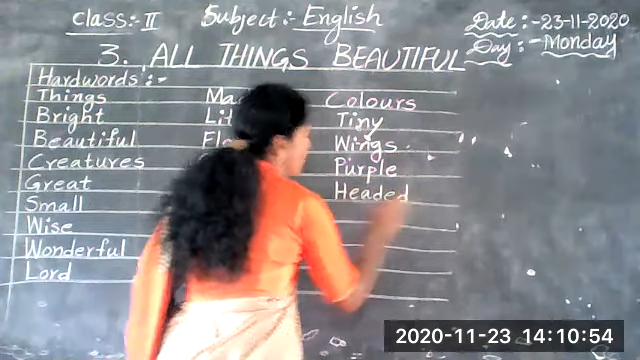 Class:- II Subject:- English Date:-23-11-2020
Day:-Monday
3. ALL THINGS BEAUTIFUL
Hardwords:-
Things Colours
Bright Tiny
Beautiful Wings
Creatures Purple
Great Headed
Small
Wise
Wonderful
Lord
2020-11-23 14:10:54